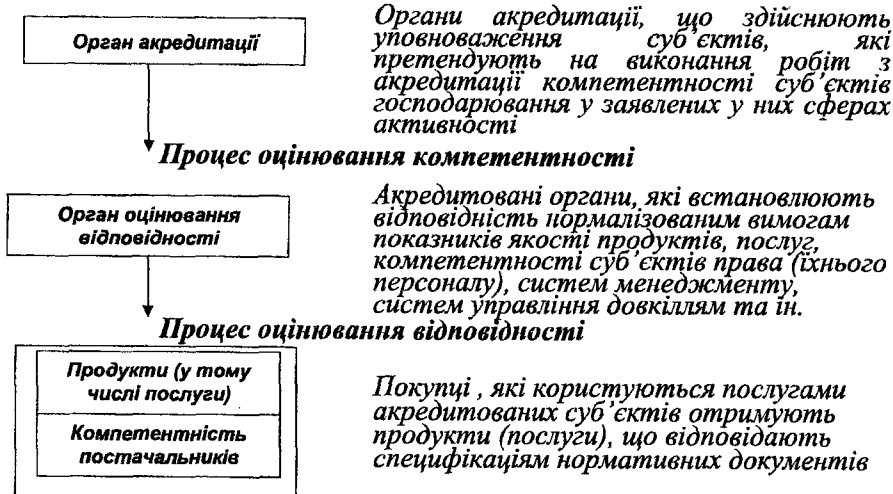 Орган акредитації
Органи акредитації, що здійснюють
уповноваження суб'єктів, які
претендують на виконання робіт з
акредитації компетентності суб'єктів
господарювання у заявлених у них сферах
активності
Процес оцінювання компетентності
Орган оцінювання
відповідності
Акредитовані органи, які встановлюють
відповідність нормалізованим вимогам
показників якості продуктів, послуг,
компетентності суб'єктів права (їхнього
персоналу), систем менеджменту,
систем управління довкіллям та ін.
Процес оцінювання відповідності
Продукти (у тому
числі послуги)
Компетентність
постачальників
Покупці , які користуються послугами
акредитованих суб'єктів отримують
продукти (послуги), що відповідають
специфікаціям нормативних документів